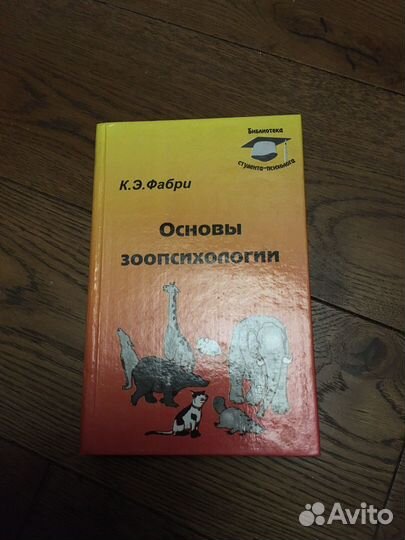 Библиотека
студента-психолога
К.Э.Фабри
Основы
зоопсихологии
Avito